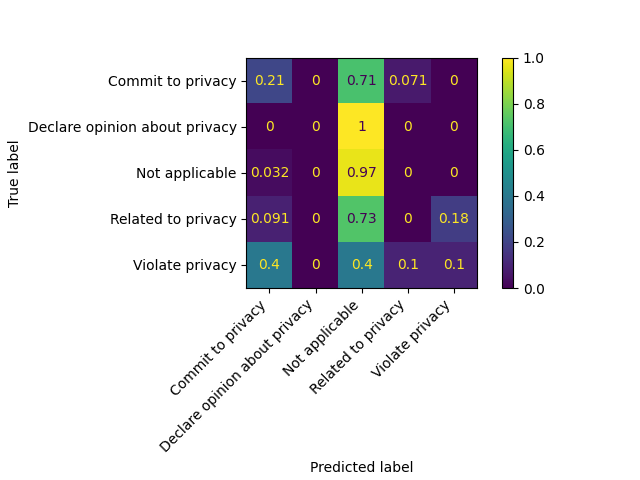 Commit to privacy 0.21 0 0.71 0.071 0
Declare opinion about privacy 0 0 1 0 0
Not applicable 0.032 0 0.97 0 0
Related to privacy 0.091 0 0.73 0 0.18
Violate privacy 0.4 0 0.4 0.1 0.1
True label
Commit to privacy
Declare opinion about privacy
Not applicable
Related to privacy
Violate privacy
Predicted label
1.0
0.8
0.6
0.4
0.2
0.0